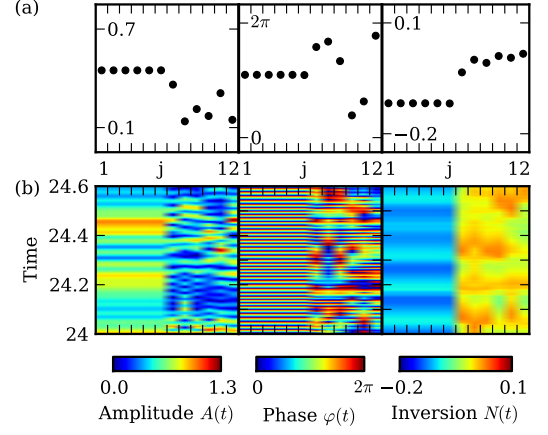 (a)
0.7
0.1
2π
0
0.1
−0.2
1 j 12
1 j 12
1 j 12
(b)
Time
24.6
24.4
24.2
24
0.0 1.3
Amplitude A(t)
0 2π
Phase φ(t)
−0.2 0.1
Inversion N(t)